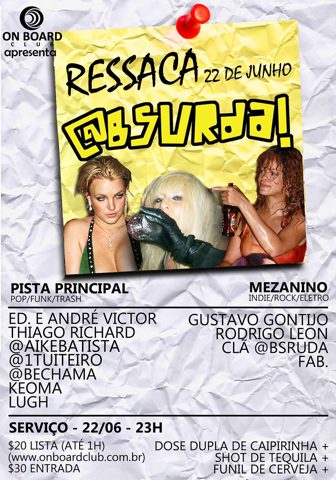 ON BOARD
CLUB
apresenta
RESSACA 22 DE JUNHO
@BSURda!
PISTA PRINCIPAL
POP/FUNK/TRASH
ED. E ANDRÉ VICTOR
THIAGO RICHARD
@AIKEBATISTA
@1TUITEIRO
@BECHAMA
KEOMA
LUGH
MEZANINO
INDIE/ROCK/ELETRO
GUSTAVO GONTIJO
RODRIGO LEON
CLÃ @BSRUDA
FAB.
SERVIÇO - 22/06 - 23H
$20 LISTA (ATÉ 1H)
(www.onboardclub.com.br)
$30 ENTRADA
DOSE DUPLA DE CAIPIRINHA +
SHOT DE TEQUILA +
FUNIL DE CERVEJA +